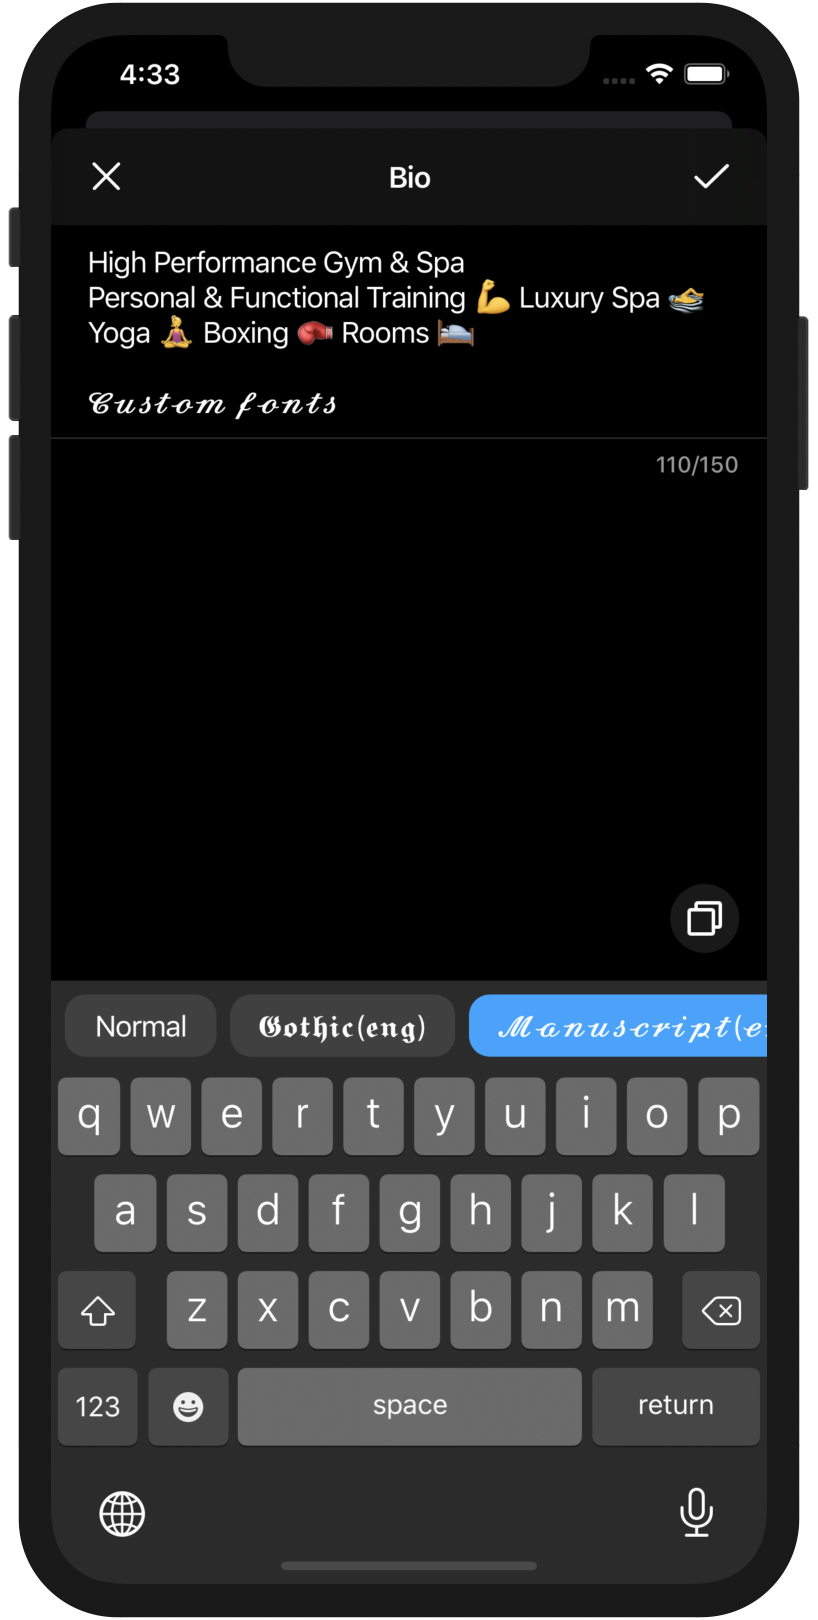 4:33
Bio
High Performance Gym & Spa
Personal & Functional Training 💪 Luxury Spa 🏊
Yoga 🧘‍♀️ Boxing 🥊 Rooms 🛌
𝓒𝓾𝓼𝓽𝓸𝓶 𝓯𝓸𝓷𝓽𝓼
110/150
Normal 𝕲𝖔𝖙𝖍𝖎𝖈(𝖊𝖓𝖌) 𝓜𝓪𝓷𝓾𝓼𝓬𝓻𝓲𝓹𝓽(𝓮
q w e r t y u i o p
a s d f g h j k l
z x c v b n m
123 space return